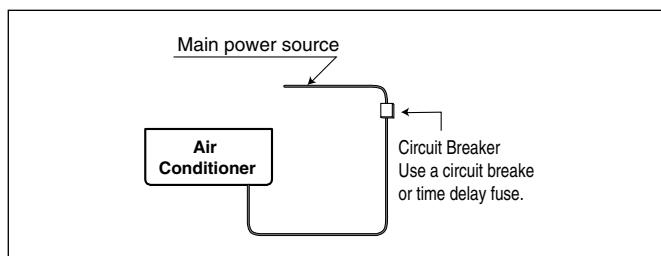 Main power source
Air
Conditioner
Circuit Breaker
Use a circuit breake
or time delay fuse.